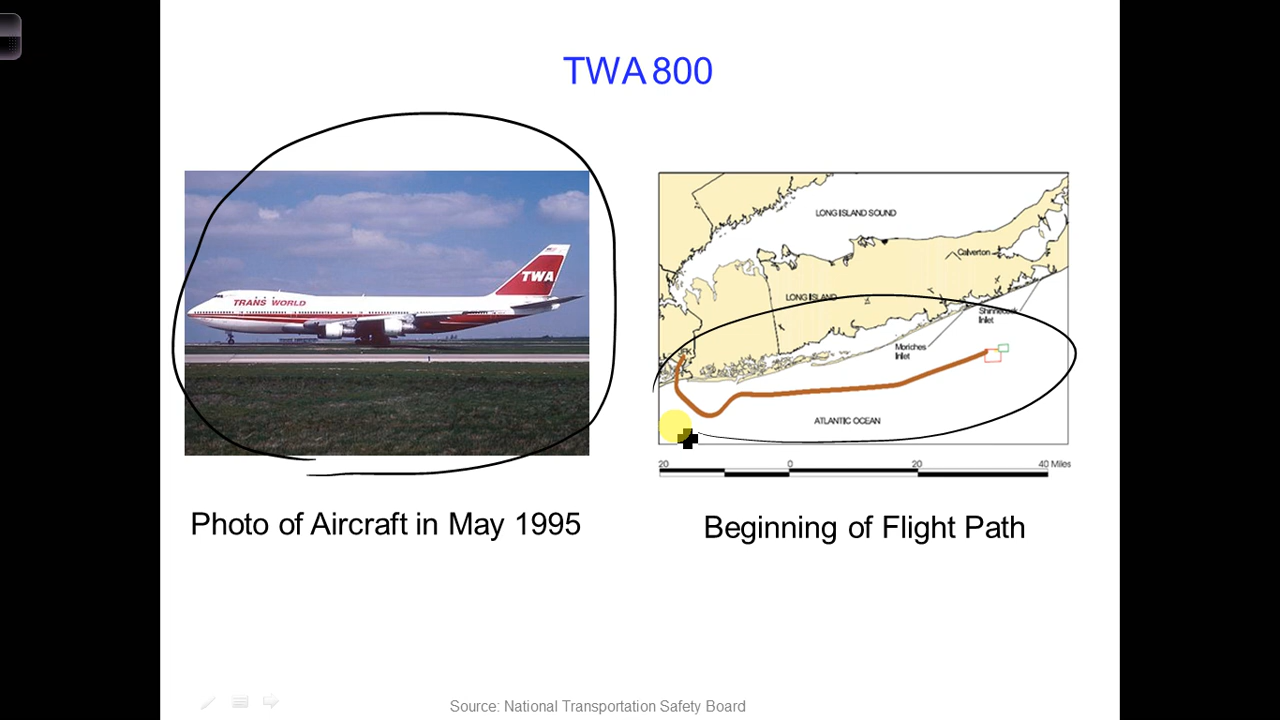 TWA 800
TWA
TRANS WORLD
LONG ISLAND SOUND
Calverton
LONG ISLAND
Shinnecock
Inlet
Moriches
Inlet
ATLANTIC OCEAN
20 0 20 40 Miles
Photo of Aircraft in May 1995
Beginning of Flight Path
Source: National Transportation Safety Board